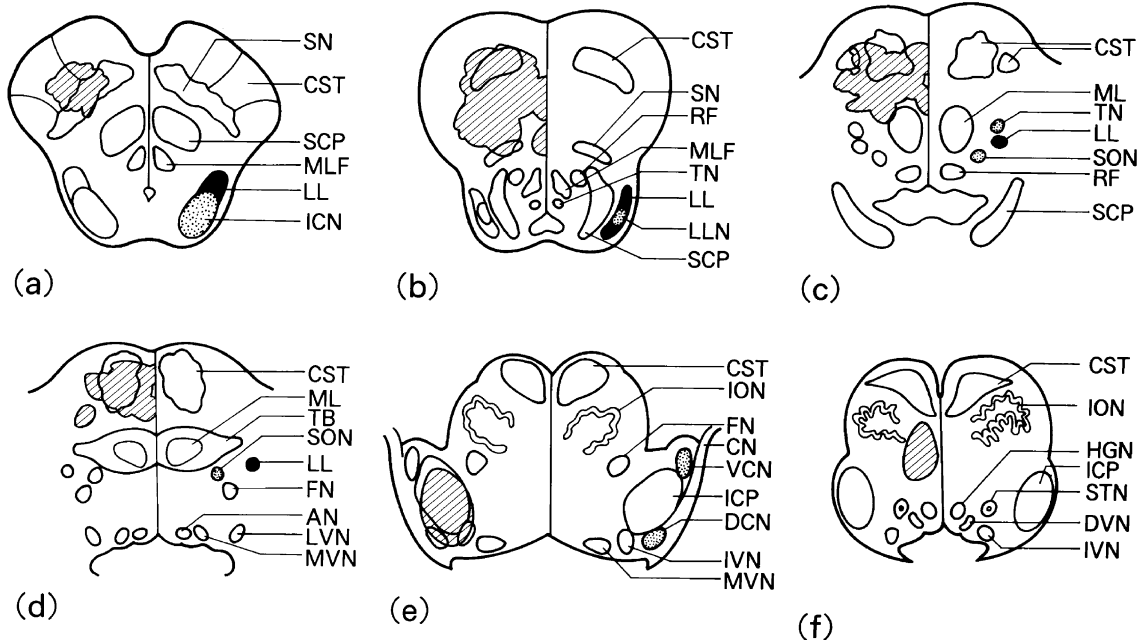 SN
CST
SCP
MLF
LL
ICN
(a)
CST
SN
RF
MLF
TN
LL
LLN
SCP
(b)
CST
ML
TN
LL
SON
RF
SCP
(c)
CST
ML
TB
SON
LL
FN
AN
LVN
MVN
(d)
CST
ION
FN
CN
VCN
ICP
DCN
IVN
MVN
(e)
CST
ION
HGN
ICP
STN
DVN
IVN
(f)